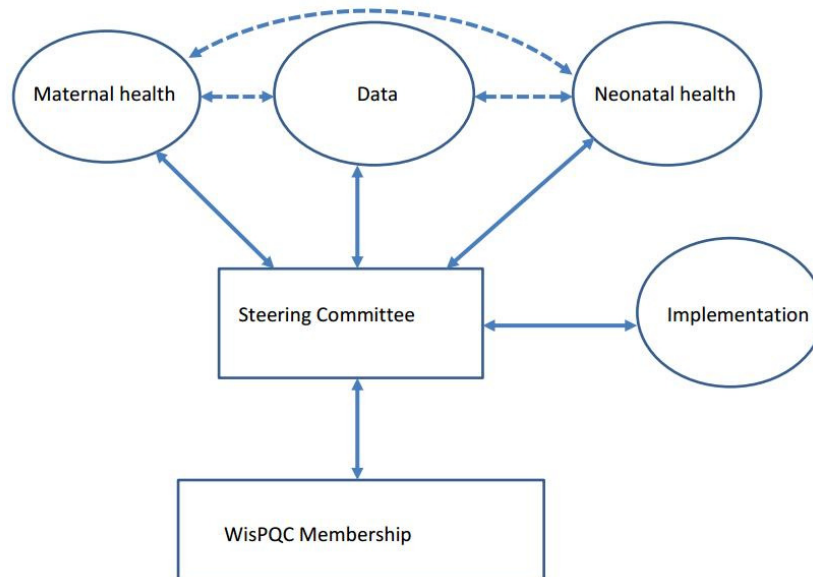 Maternal health
Data
Neonatal health
Steering Committee
Implementation
WisPQC Membership